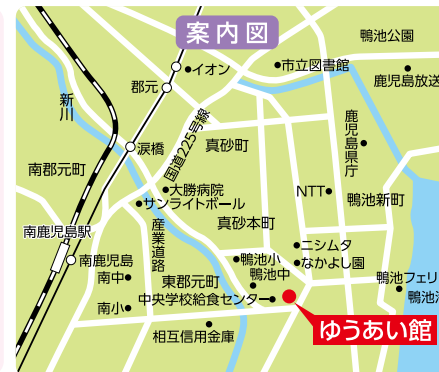 案内図
鴨池公園
イオン
市立図書館
鹿児島放送
郡元
新川
国道225号線
真砂町
鹿児島県庁
涙橋
南郡元町
大勝病院
サンライトボール
NTT
鴨池新町
真砂本町
産業道路
南鹿児島駅
南鹿児島
ニシムタ
なかよし園
鴨池小
鴨池中
東郡元町
南中
中央学校給食センター
鴨池フェリ
鴨池
南小
相互信用金庫
ゆうあい館